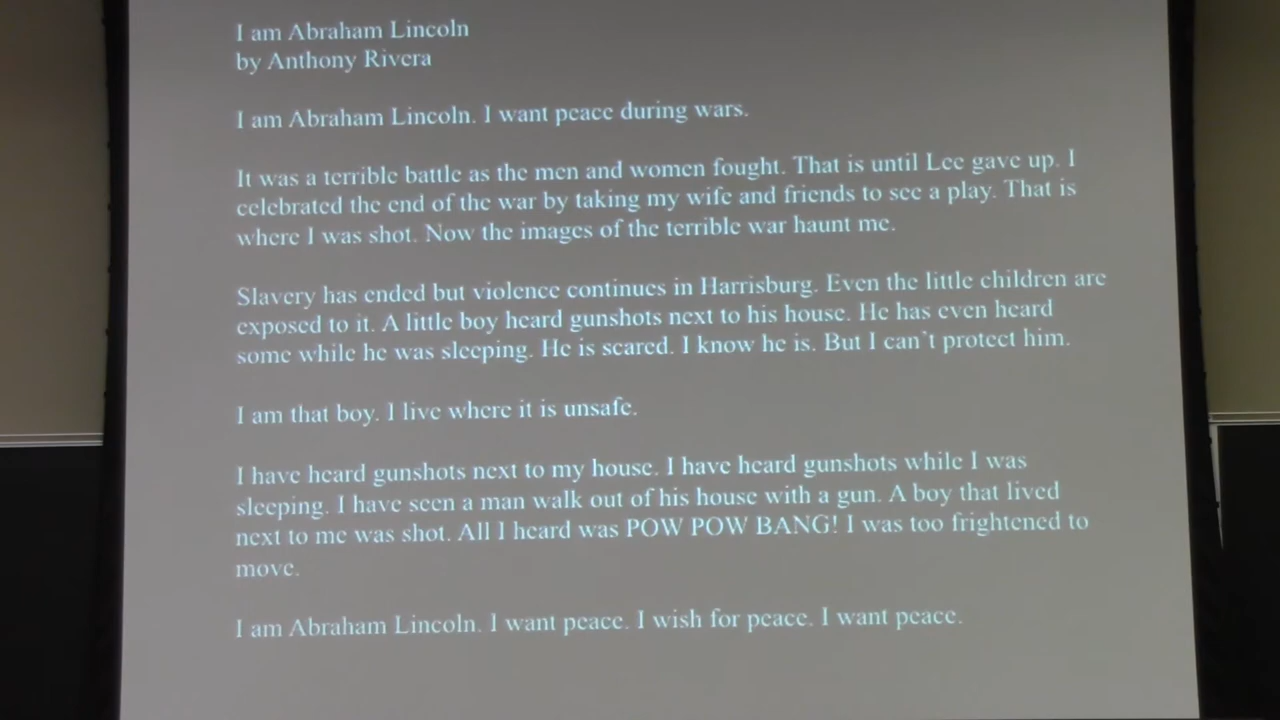 I am Abraham Lincoln
by Anthony Rivera
I am Abraham Lincoln. I want peace during wars.
It was a terrible battle as the men and women fought. That is until Lee gave up. I
celebrated the end of the war by taking my wife and friends to see a play. That is
where I was shot. Now the images of the terrible war haunt me.
Slavery has ended but violence continues in Harrisburg. Even the little children are
exposed to it. A little boy heard gunshots next to his house. He has even heard
some while he was sleeping. He is scared. I know he is. But I can't protect him.
I am that boy. I live where it is unsafe.
I have heard gunshots next to my house. I have heard gunshots while I was
sleeping. I have seen a man walk out of his house with a gun. A boy that lived
next to me was shot. All I heard was POW POW BANG! I was too frightened to
move.
I am Abraham Lincoln. I want peace. I wish for peace. I want peace.